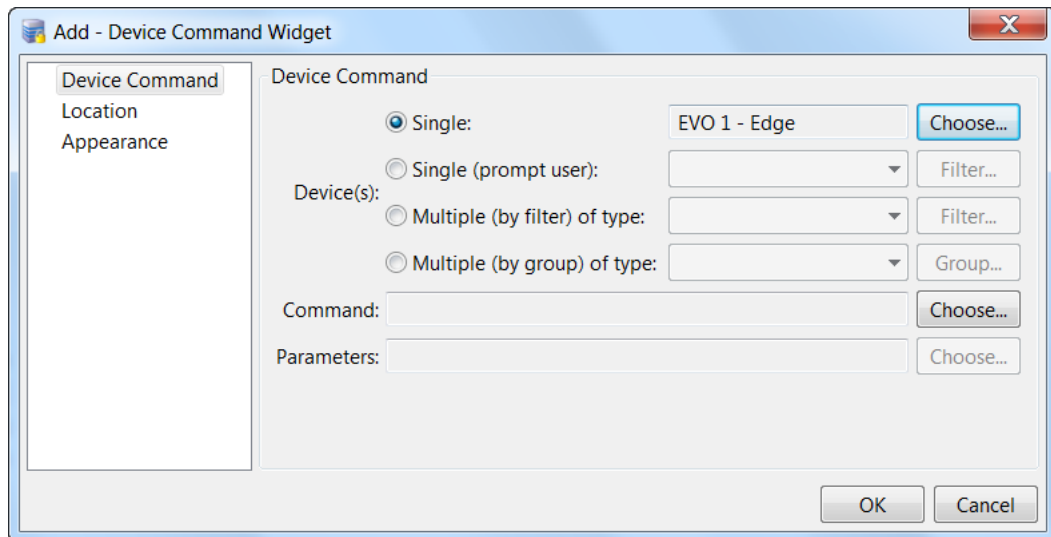 Add - Device Command Widget
Device Command
Location
Appearance
Device Command
Device(s):
Single: EVO 1 - Edge Choose...
Single (prompt user): Filter...
Multiple (by filter) of type: Filter...
Multiple (by group) of type: Group...
Command: Choose...
Parameters: Choose...
OK Cancel